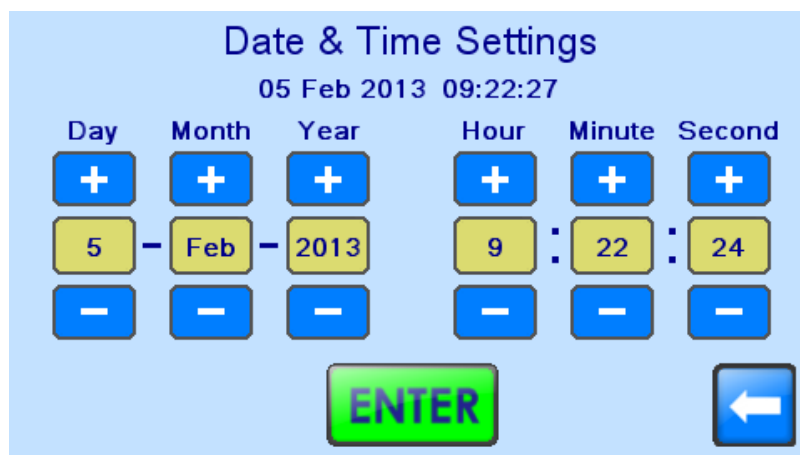 Date & Time Settings
05 Feb 2013 09:22:27
Day Month Year Hour Minute Second
+ + + + + +
5 - Feb - 2013 9 : 22 : 24
- - - - - -
ENTER